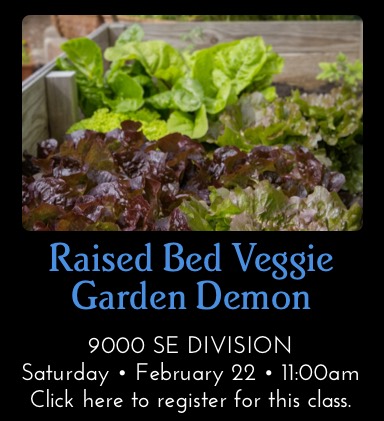 Raised Bed Veggie
Garden Demon
9000 SE DIVISION
Saturday • February 22 • 11:00am
Click here to register for this class.